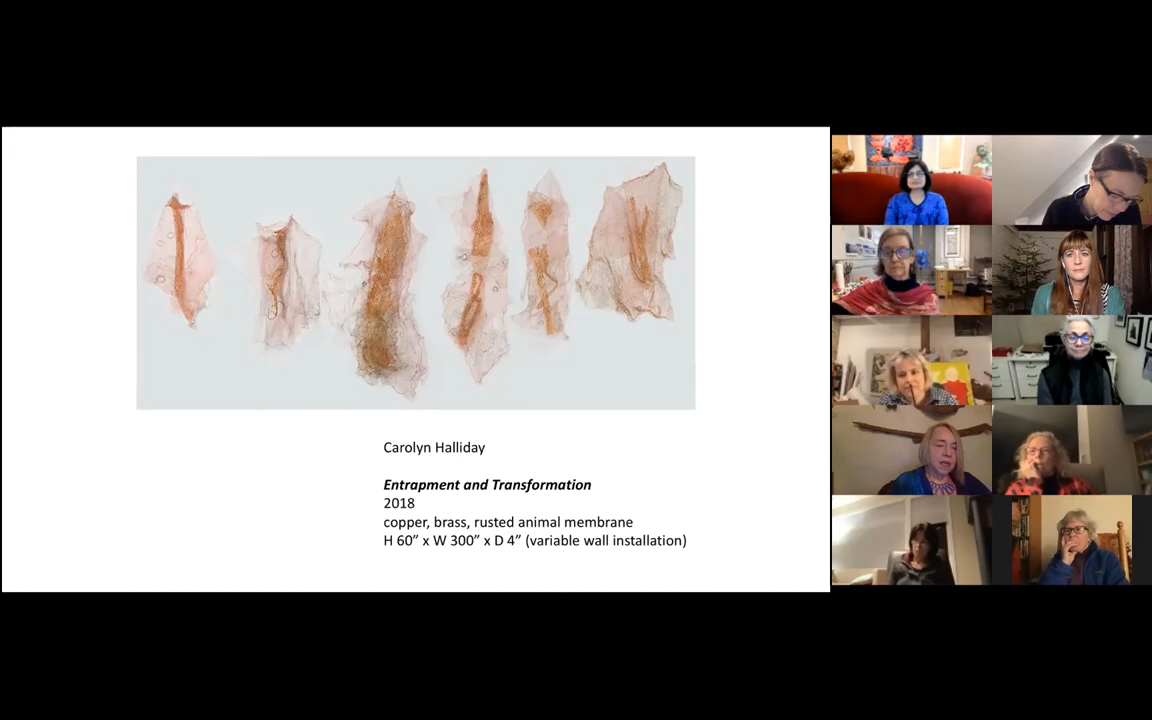 Carolyn Halliday
Entrapment and Transformation
2018
copper, brass, rusted animal membrane
H 60” x W 300” x D 4” (variable wall installation)